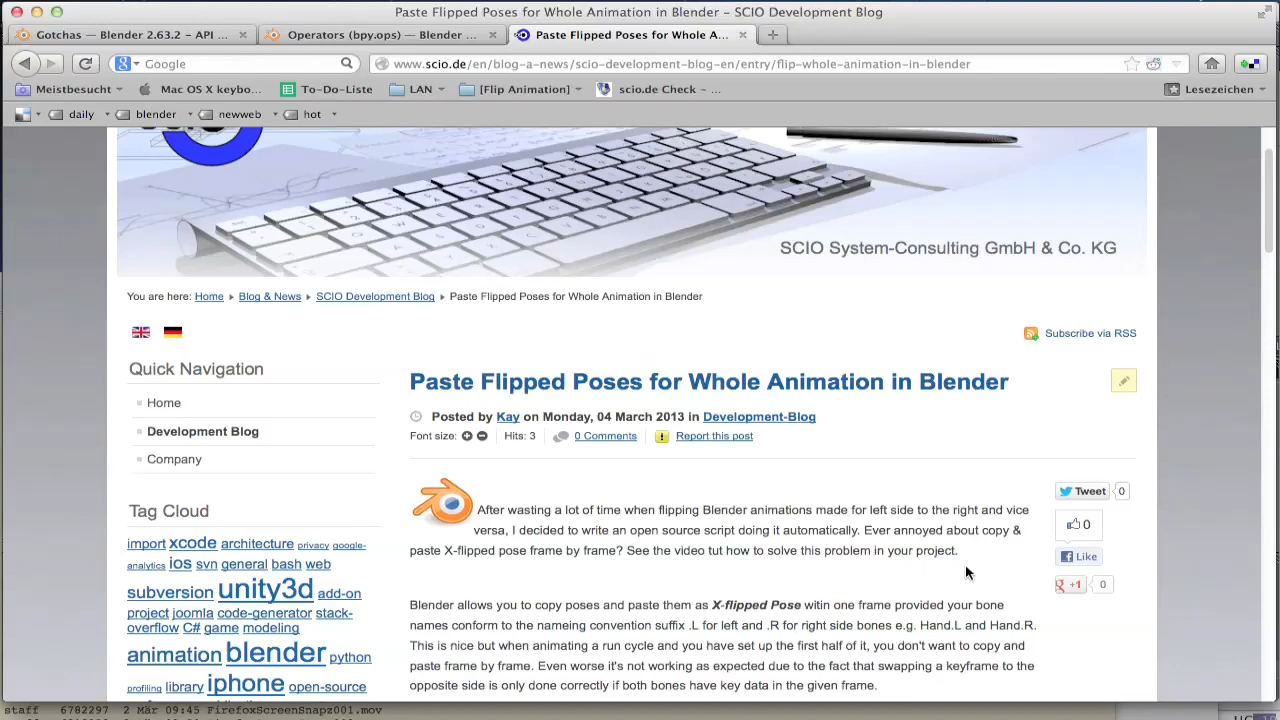 Paste Flipped Poses for Whole Animation in Blender – SCIO Development Blog
Gotchas — Blender 2.63.2 - API ...
Operators (bpy.ops) — Blender ...
Paste Flipped Poses for Whole A...
Google
www.scio.de/en/blog-a-news/scio-development-blog-en/entry/flip-whole-animation-in-blender
Meistbesucht
Mac OS X keybo...
To-Do-Liste
LAN
[Flip Animation]
scio.de Check – ...
Lesezeichen
daily
blender
newweb
hot
SCIO System-Consulting GmbH & Co. KG
You are here: Home Blog & News SCIO Development Blog Paste Flipped Poses for Whole Animation in Blender
Subscribe via RSS
Quick Navigation
Home
Development Blog
Company
Tag Cloud
import xcode architecture privacy google-
analytics ios svn general bash web
subversion unity3d add-on
project joomla code-generator stack-
overflow C# game modeling
animation blender python
profiling library iphone open-source
Paste Flipped Poses for Whole Animation in Blender
Posted by Kay on Monday, 04 March 2013 in Development-Blog
Font size: Hits: 3 0 Comments Report this post
After wasting a lot of time when flipping Blender animations made for left side to the right and vice
versa, I decided to write an open source script doing it automatically. Ever annoyed about copy &
paste X-flipped pose frame by frame? See the video tut how to solve this problem in your project.
Tweet 0
0
Like
+1 0
Blender allows you to copy poses and paste them as X-flipped Pose witin one frame provided your bone
names conform to the nameing convention suffix .L for left and .R for right side bones e.g. Hand.L and Hand.R.
This is nice but when animating a run cycle and you have set up the first half of it, you don't want to copy and
paste frame by frame. Even worse it's not working as expected due to the fact that swapping a keyframe to the
opposite side is only done correctly if both bones have key data in the given frame.
staff 6782297 2 Mär 09:45 FirefoxScreenSnapz001.mov